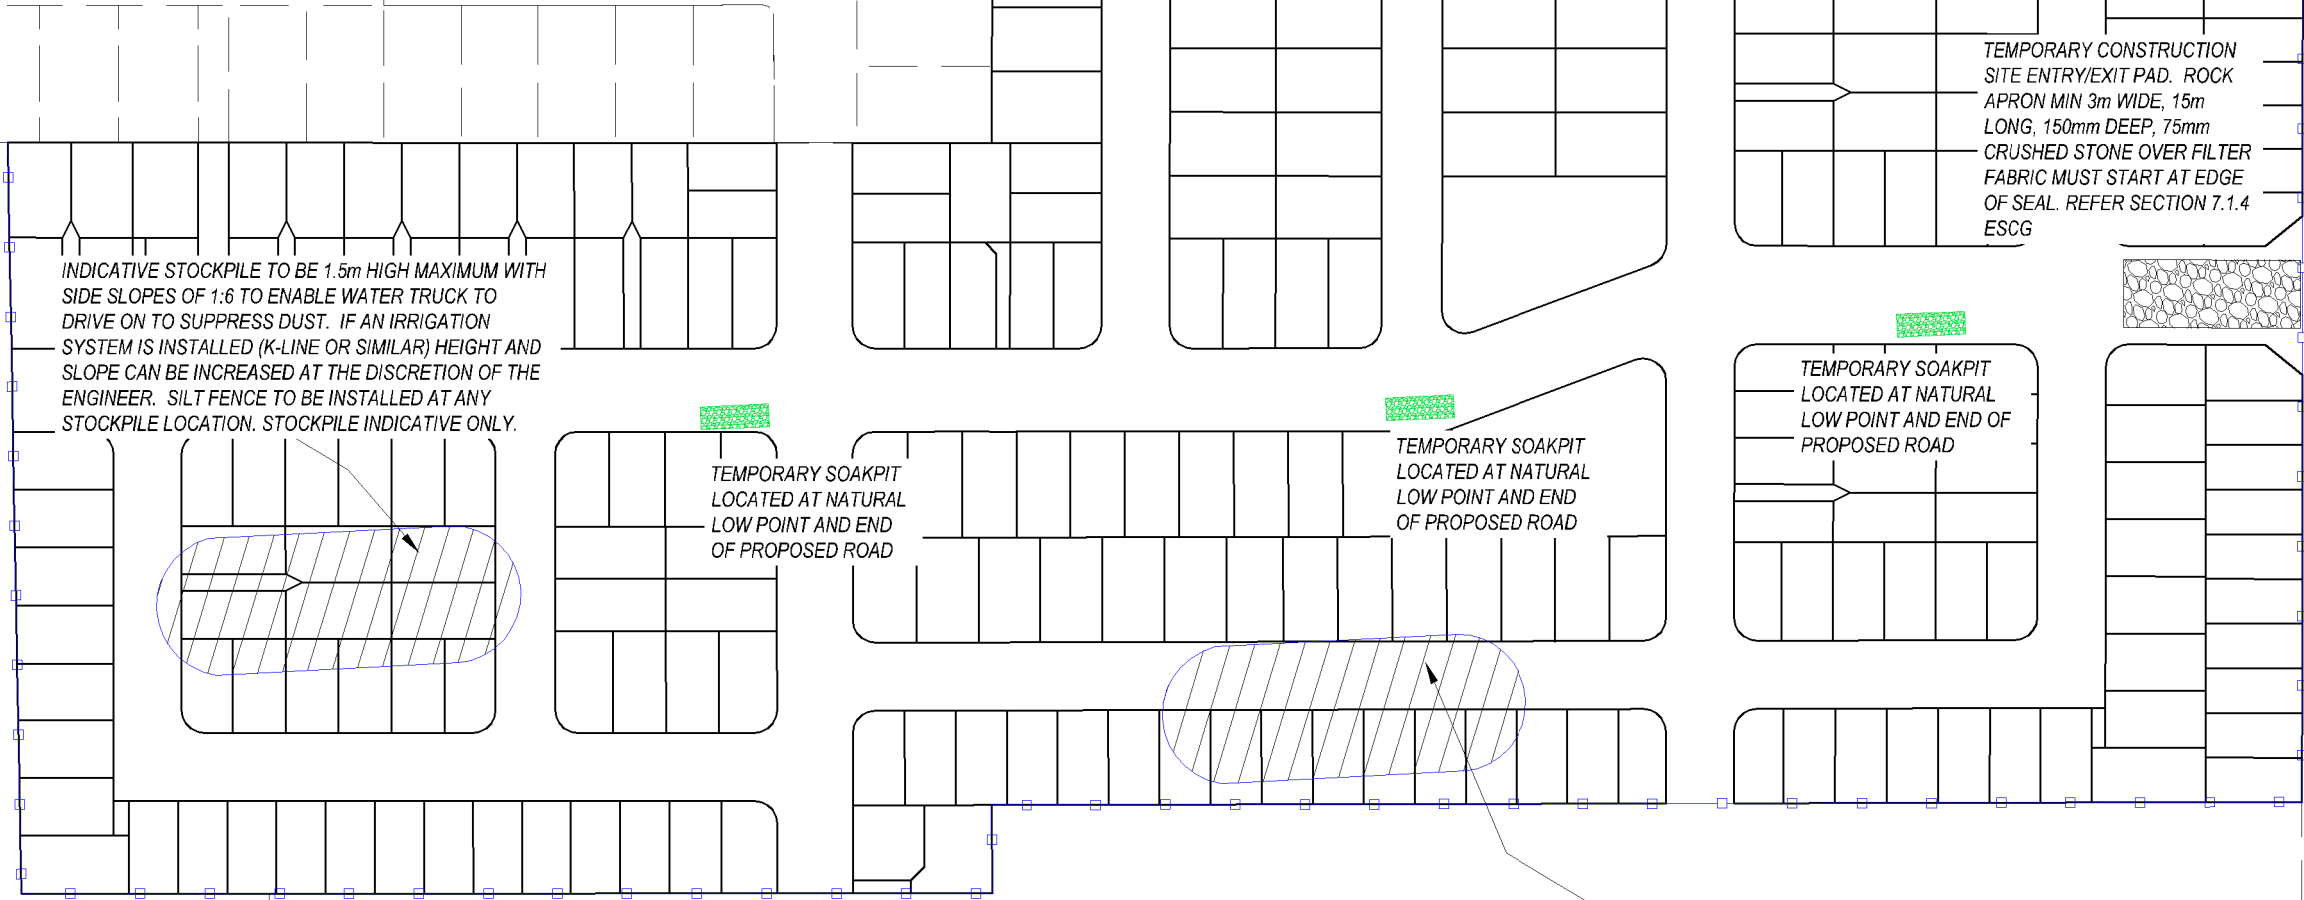 TEMPORARY CONSTRUCTION
SITE ENTRY/EXIT PAD. ROCK
APRON MIN 3m WIDE, 15m
LONG, 150mm DEEP, 75mm
CRUSHED STONE OVER FILTER
FABRIC MUST START AT EDGE
OF SEAL. REFER SECTION 7.1.4
ESCG
INDICATIVE STOCKPILE TO BE 1.5m HIGH MAXIMUM WITH
SIDE SLOPES OF 1:6 TO ENABLE WATER TRUCK TO
DRIVE ON TO SUPPRESS DUST. IF AN IRRIGATION
SYSTEM IS INSTALLED (K-LINE OR SIMILAR) HEIGHT AND
SLOPE CAN BE INCREASED AT THE DISCRETION OF THE
ENGINEER. SILT FENCE TO BE INSTALLED AT ANY
STOCKPILE LOCATION. STOCKPILE INDICATIVE ONLY.
TEMPORARY SOAKPIT
LOCATED AT NATURAL
LOW POINT AND END
OF PROPOSED ROAD
TEMPORARY SOAKPIT
LOCATED AT NATURAL
LOW POINT AND END
OF PROPOSED ROAD
TEMPORARY SOAKPIT
LOCATED AT NATURAL
LOW POINT AND END OF
PROPOSED ROAD